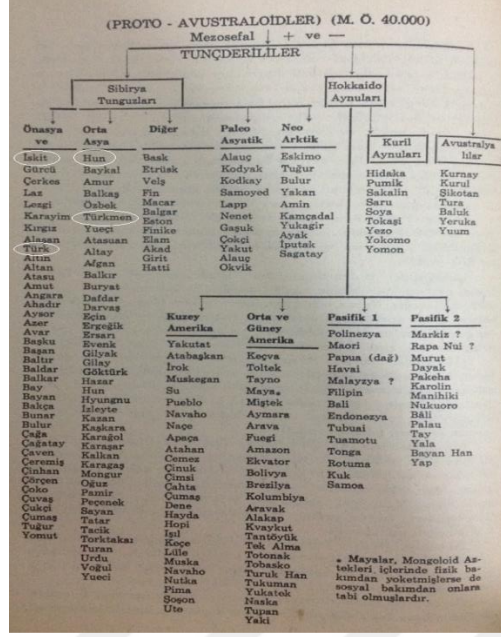 (PROTO - AVUSTRALOİDLER) (M. Ö. 40.000)
Mezosefal + ve —
TUNÇDERİLİLER
Sibirya
Tunguzları
Hokkaido
Aynuları
Kuril
Aynuları
Avustralya
lılar
Önasya
ve
İskit
Gürcü
Çerkes
Laz
Lezgi
Karayim
Kırgız
Alasan
Türk
Altın
Altan
Atasu
Amut
Angara
Ahadır
Aysor
Azer
Avar
Başku
Başan
Baltır
Baldar
Balkar
Bay
Bayan
Bakça
Bunar
Bulur
Çağa
Çağatay
Çaven
Çeremiş
Çinhan
Çörçen
Çoko
Çuvaş
Çukçi
Çumaş
Tuğur
Yomut
Orta
Asya
Hun
Baykal
Amur
Balkaş
Özbek
Türkmen
Yueçi
Atasuan
Altay
Afgan
Balkır
Buryat
Dafdar
Darvaş
Eçin
Ergeğik
Ersarı
Evenk
Gilyak
Gilay
Göktürk
Hazar
Hun
Hyungnu
İzleyte
Kazan
Kaşkara
Karağol
Karaşar
Kalkan
Karagaş
Mongur
Oğuz
Pamir
Peçenek
Sayan
Tatar
Tacik
Torktakaı
Turan
Urdu
Voğul
Yueci
Diğer
Bask
Etrüsk
Velş
Fin
Macar
Balgar
Eston
Finike
Elam
Akad
Girit
Hatti
Paleo
Asyatik
Alauç
Kodyak
Kodkay
Samoyed
Lapp
Nenet
Gaşuk
Çokçi
Yakut
Alauç
Okvik
Neo
Arktik
Eskimo
Tuğur
Bulur
Yakan
Amin
Kamçadal
Yukagir
Ayak
İputak
Sagatay
Hidaka
Pumik
Sakalin
Saru
Soya
Tokaşi
Yezo
Yokomo
Yomon
Kurnay
Kurul
Şikotan
Tura
Baluk
Yeruka
Yuum
Kuzey
Amerika
Yakutat
Atabaşkan
İrok
Muskegan
Su
Pueblo
Navaho
Naçe
Apaça
Atahan
Cemez
Çinuk
Çimsi
Çahta
Çumaş
Dene
Hayda
Hopi
Işıl
Keçe
Lüle
Muska
Navaho
Nutka
Pima
Şoşon
Ute
Orta ve
Güney
Amerika
Keçva
Toltek
Tayno
Maya*
Miştek
Aymara
Arava
Fuegi
Amazon
Ekvator
Bolivya
Brezilya
Kolumbiya
Aravak
Alakap
Kvaykut
Tantöyük
Tek Alma
Totonak
Tobasko
Turuk Han
Tukuman
Yukatek
Naska
Tupan
Yaki
Pasifik 1
Polinezya
Maori
Papua (dağ)
Havai
Malayzya ?
Filipin
Bali
Endonezya
Tubuai
Tuamotu
Tonga
Rotuma
Kuk
Samoa
Pasifik 2
Markiz ?
Rapa Nui ?
Murut
Dayak
Pakeha
Karolin
Manihiki
Nukuoro
Bâli
Palau
Tay
Yala
Bayan Han
Yap
* Mayalar, Mongoloid Az-
tekleri içlerinde fizik ba-
kımdan yoketmişlerse de
sosyal bakımdan onlara
tabi olmuşlardır.